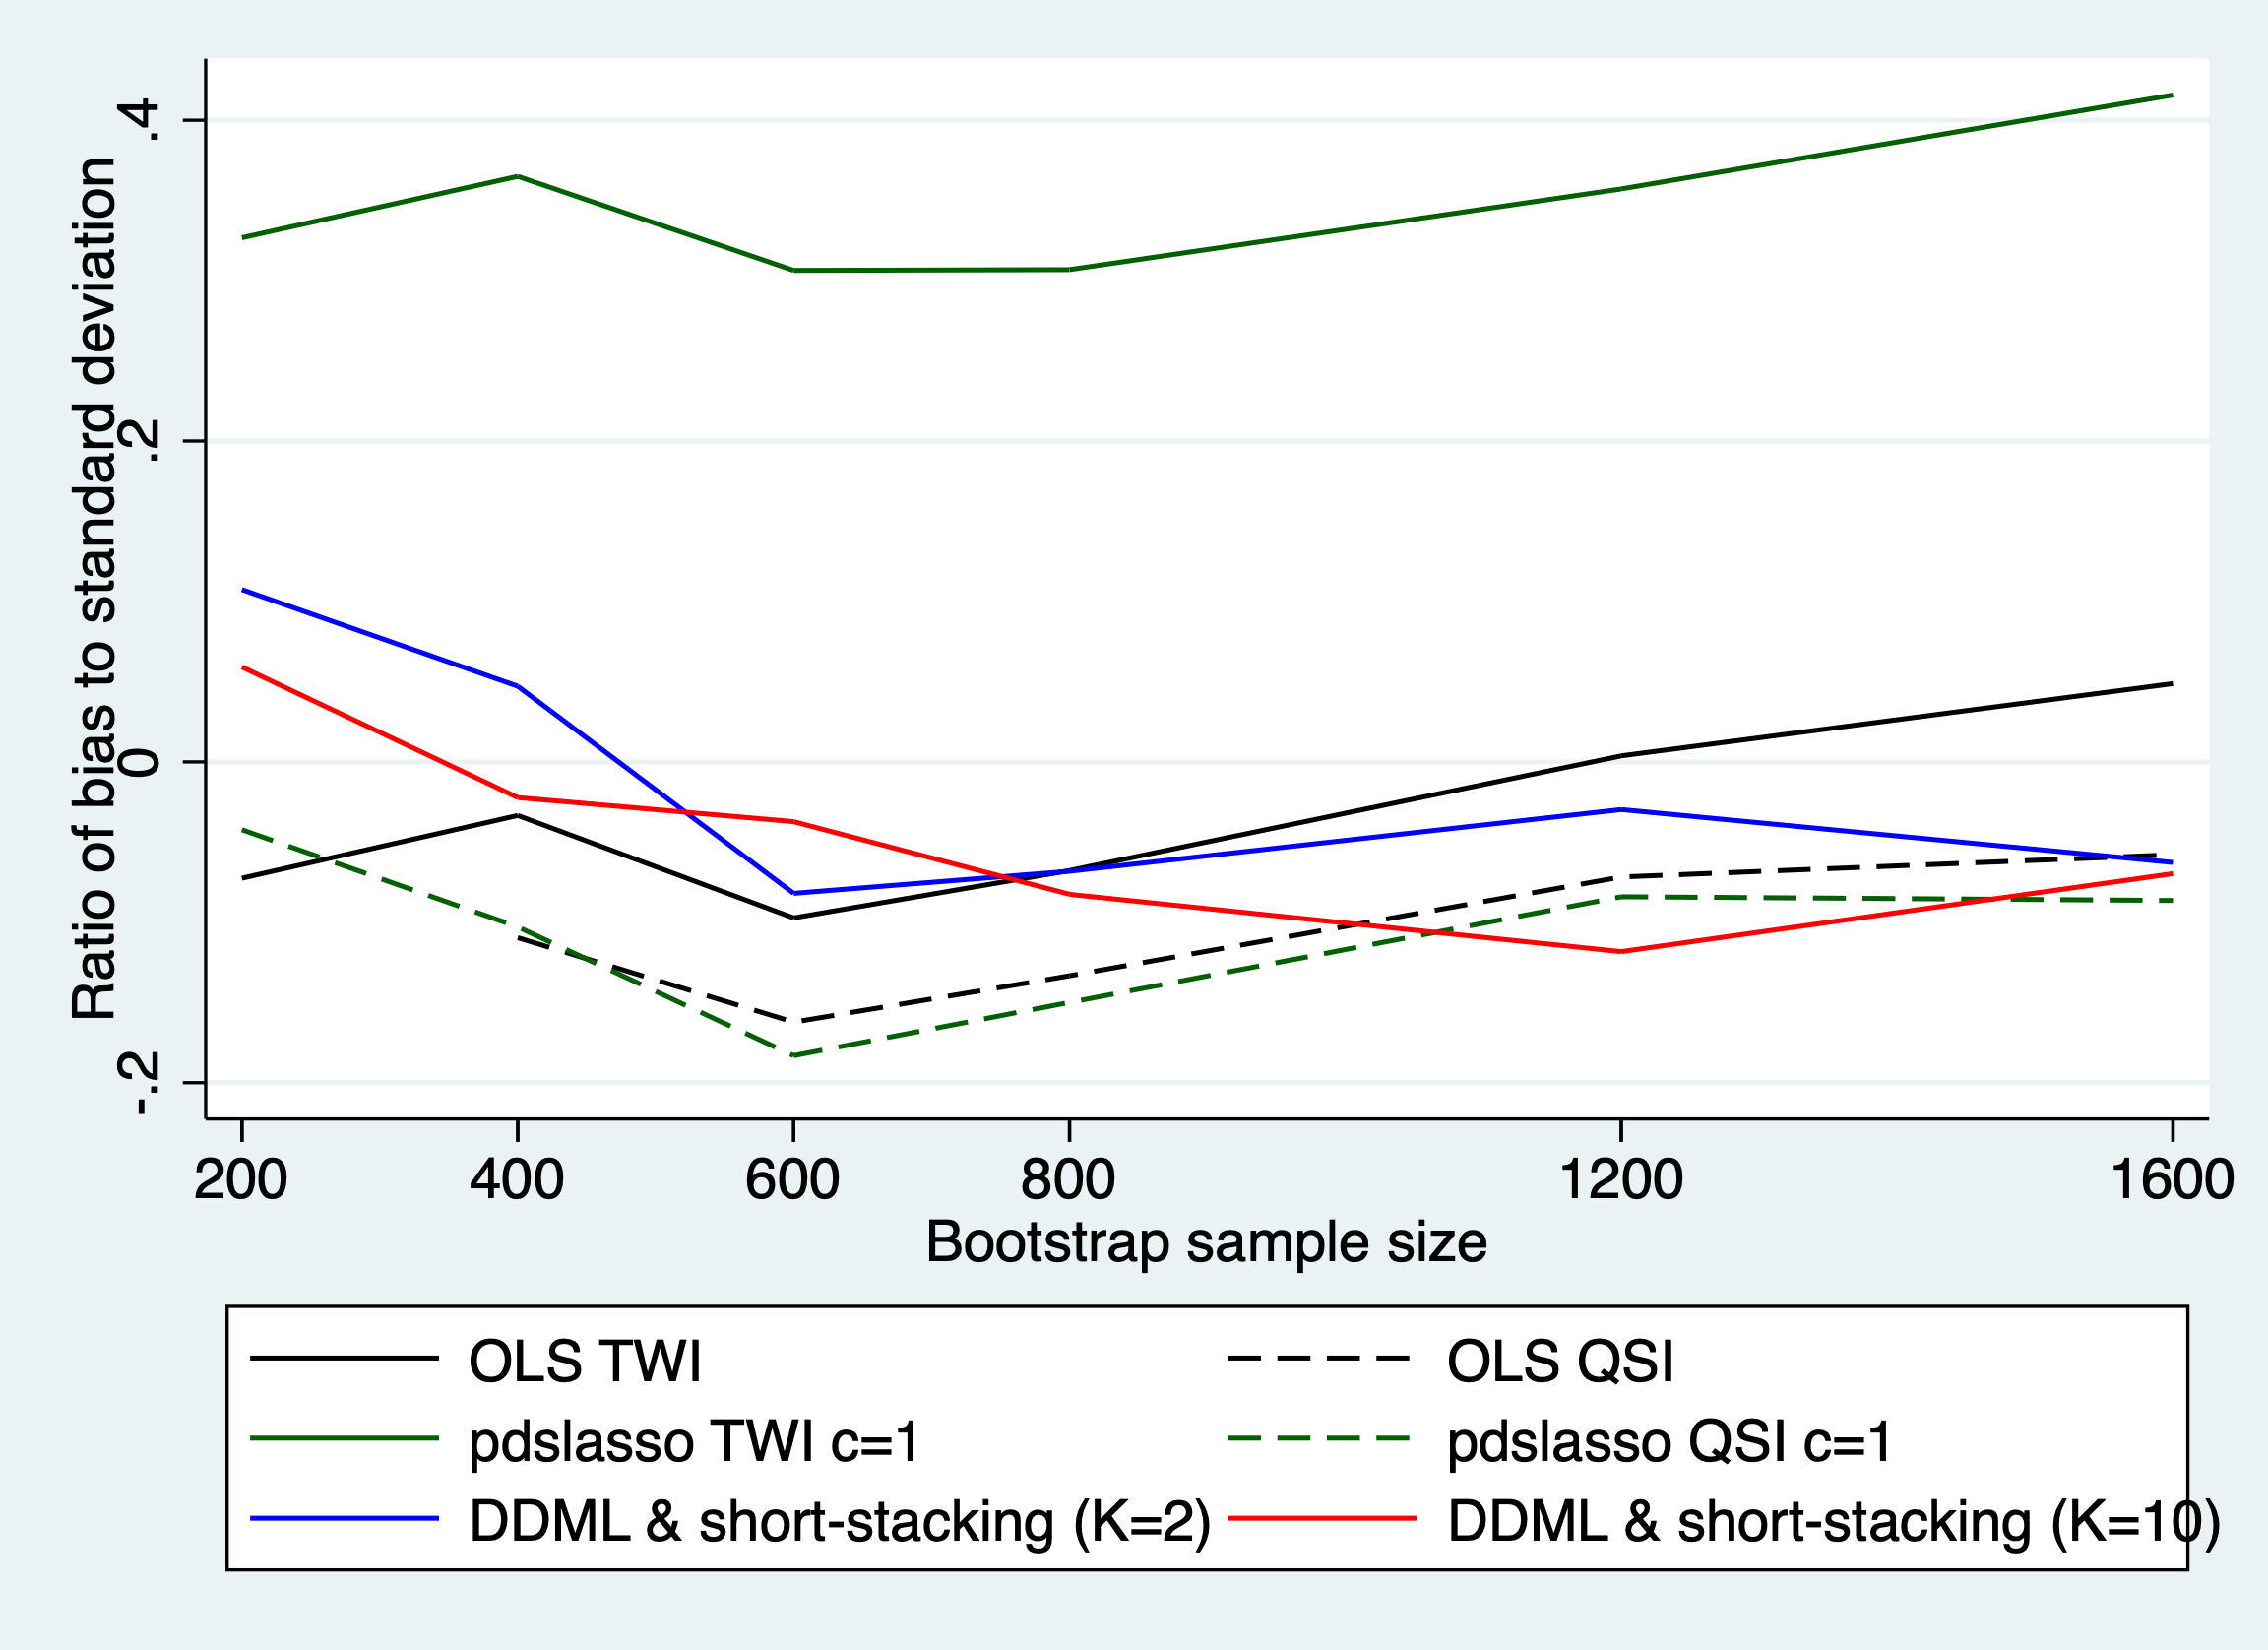 Ratio of bias to standard deviation
.4
.2
0
-.2
200 400 600 800 1200 1600
Bootstrap sample size
OLS TWI
OLS QSI
pdslasso TWI c=1
pdslasso QSI c=1
DDML & short-stacking (K=2)
DDML & short-stacking (K=10)